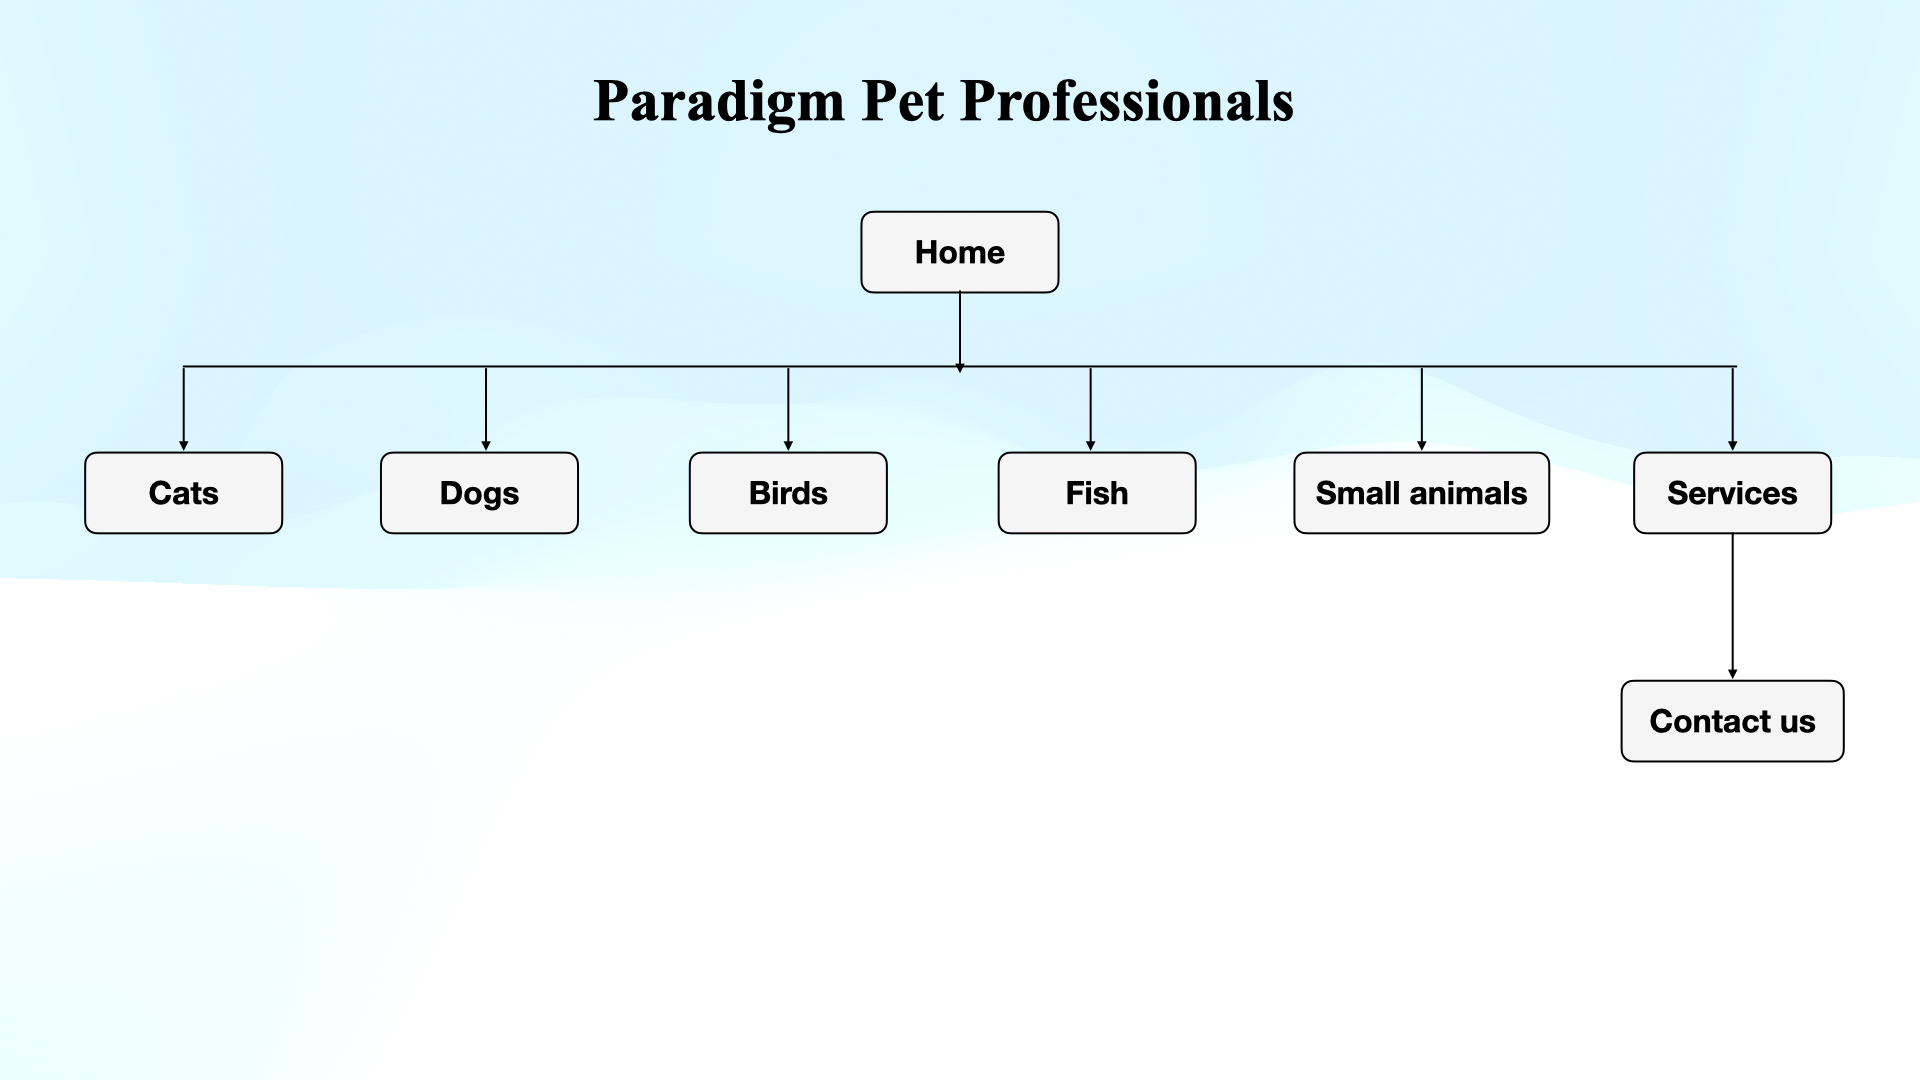 Paradigm Pet Professionals
Home
Cats
Dogs
Birds
Fish
Small animals
Services
Contact us